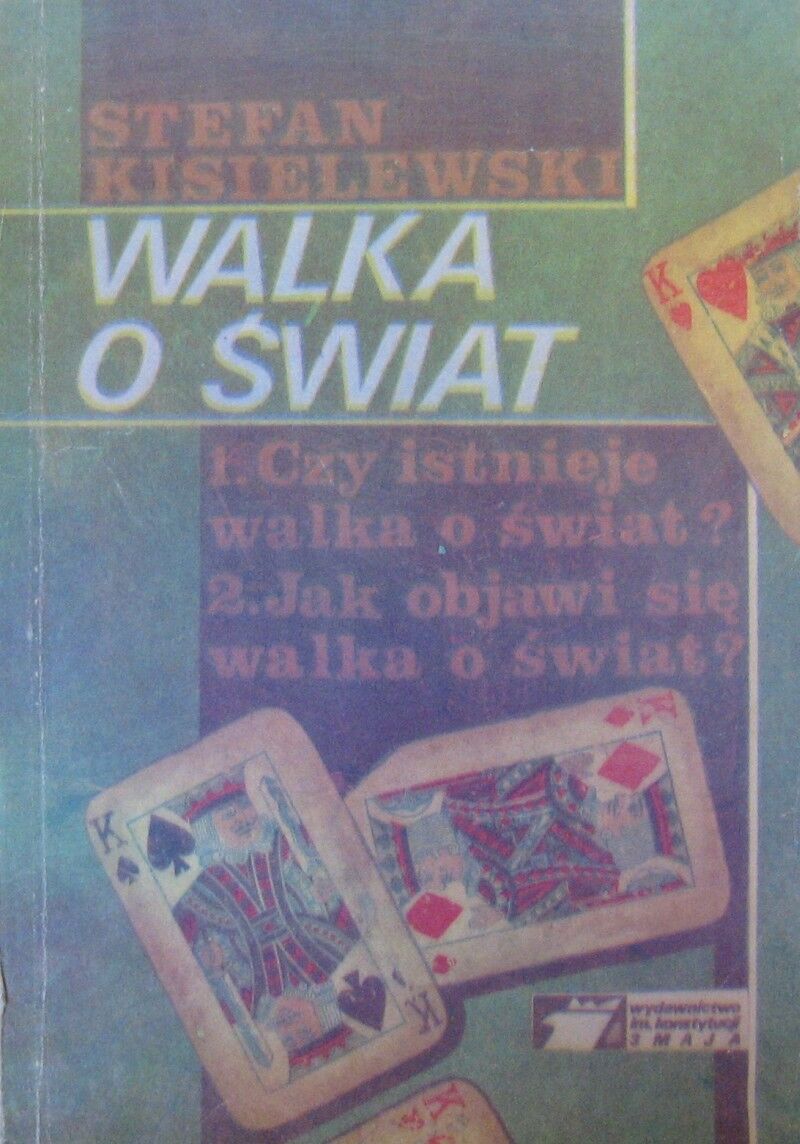 STEFAN
KISIELEWSKI
WALKA
O ŚWIAT
1. Czy istnieje
walka o świat?
2. Jak objawi się
walka o świat?
K
K
K
K
K
wydawnictwo
im. konstytucji
3 MAJA